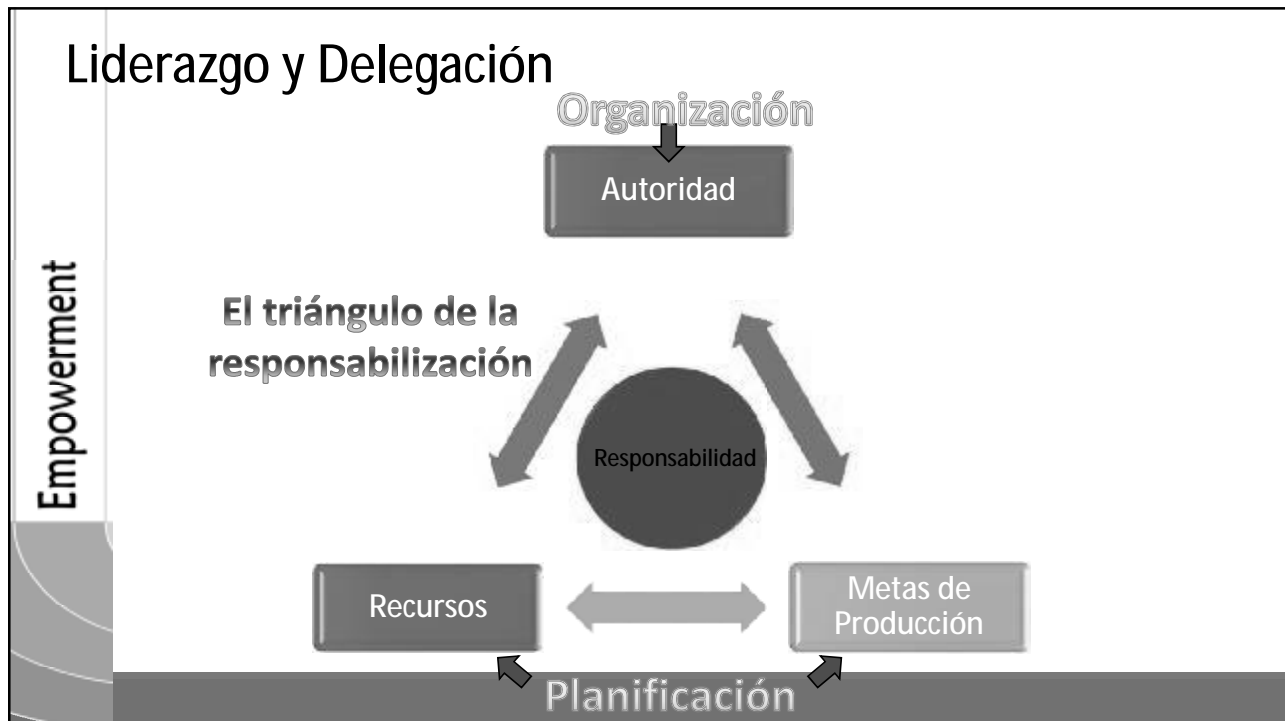 Liderazgo y Delegación
Organización
Autoridad
El triángulo de la
responsabilización
Empowerment
Responsabilidad
Recursos
Metas de
Producción
Planificación